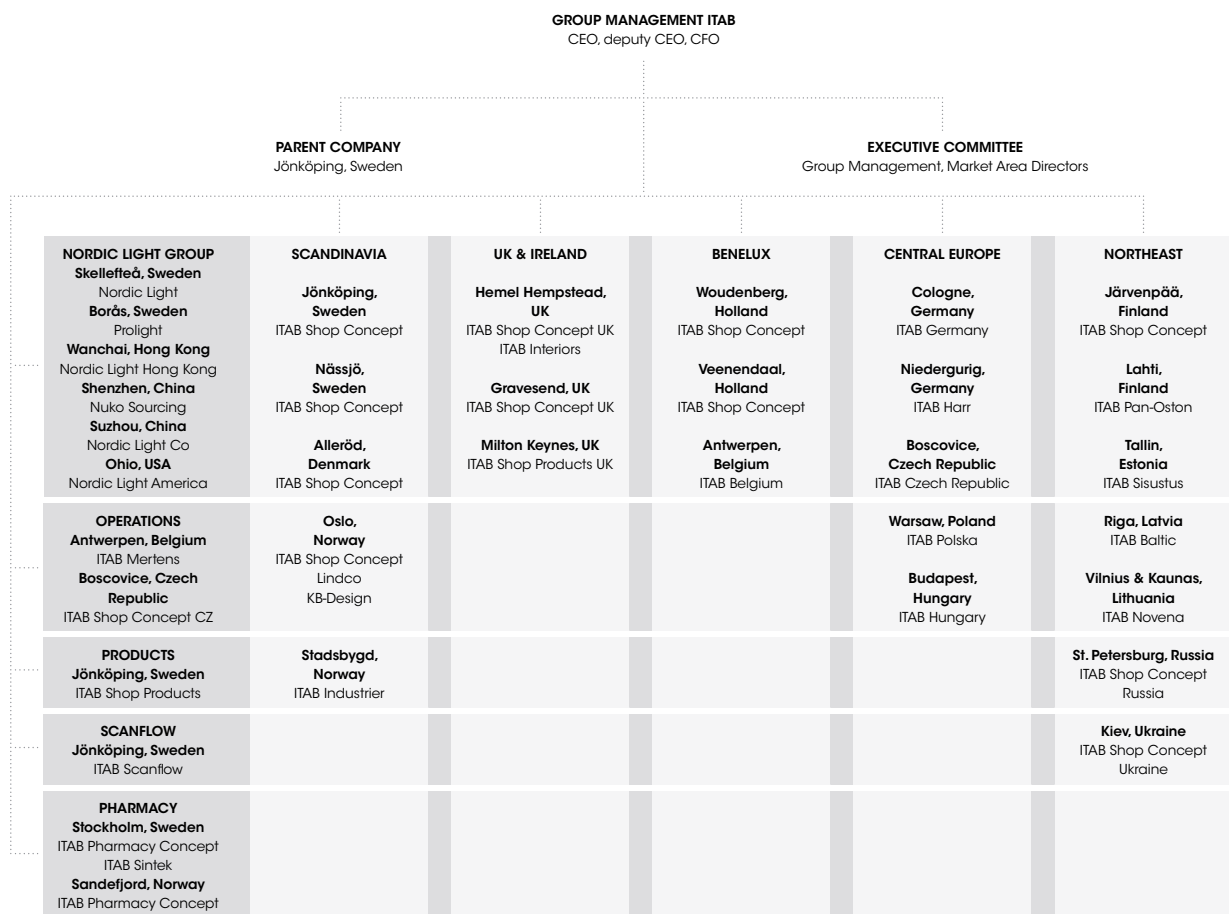 GROUP MANAGEMENT ITAB
CEO, deputy CEO, CFO
PARENT COMPANY
Jönköping, Sweden
EXECUTIVE COMMITTEE
Group Management, Market Area Directors
NORDIC LIGHT GROUP
Skellefteå, Sweden
Nordic Light
Borås, Sweden
Prolight
Wanchai, Hong Kong
Nordic Light Hong Kong
Shenzhen, China
Nuko Sourcing
Suzhou, China
Nordic Light Co
Ohio, USA
Nordic Light America
OPERATIONS
Antwerpen, Belgium
ITAB Mertens
Boscovice, Czech
Republic
ITAB Shop Concept CZ
PRODUCTS
Jönköping, Sweden
ITAB Shop Products
SCANFLOW
Jönköping, Sweden
ITAB Scanflow
PHARMACY
Stockholm, Sweden
ITAB Pharmacy Concept
ITAB Sintek
Sandefjord, Norway
ITAB Pharmacy Concept
SCANDINAVIA
Jönköping,
Sweden
ITAB Shop Concept
Nässjö,
Sweden
ITAB Shop Concept
Alleröd,
Denmark
ITAB Shop Concept
Oslo,
Norway
ITAB Shop Concept
Lindco
KB-Design
Stadsbygd,
Norway
ITAB Industrier
UK & IRELAND
Hemel Hempstead,
UK
ITAB Shop Concept UK
ITAB Interiors
Gravesend, UK
ITAB Shop Concept UK
Milton Keynes, UK
ITAB Shop Products UK
BENELUX
Woudenberg,
Holland
ITAB Shop Concept
Veenendaal,
Holland
ITAB Shop Concept
Antwerpen,
Belgium
ITAB Belgium
CENTRAL EUROPE
Cologne,
Germany
ITAB Germany
Niedergurig,
Germany
ITAB Harr
Boscovice,
Czech Republic
ITAB Czech Republic
Warsaw, Poland
ITAB Polska
Budapest,
Hungary
ITAB Hungary
NORTHEAST
Järvenpää,
Finland
ITAB Shop Concept
Lahti,
Finland
ITAB Pan-Oston
Tallin,
Estonia
ITAB Sisustus
Riga, Latvia
ITAB Baltic
Vilnius & Kaunas,
Lithuania
ITAB Novena
St. Petersburg, Russia
ITAB Shop Concept
Russia
Kiev, Ukraine
ITAB Shop Concept
Ukraine